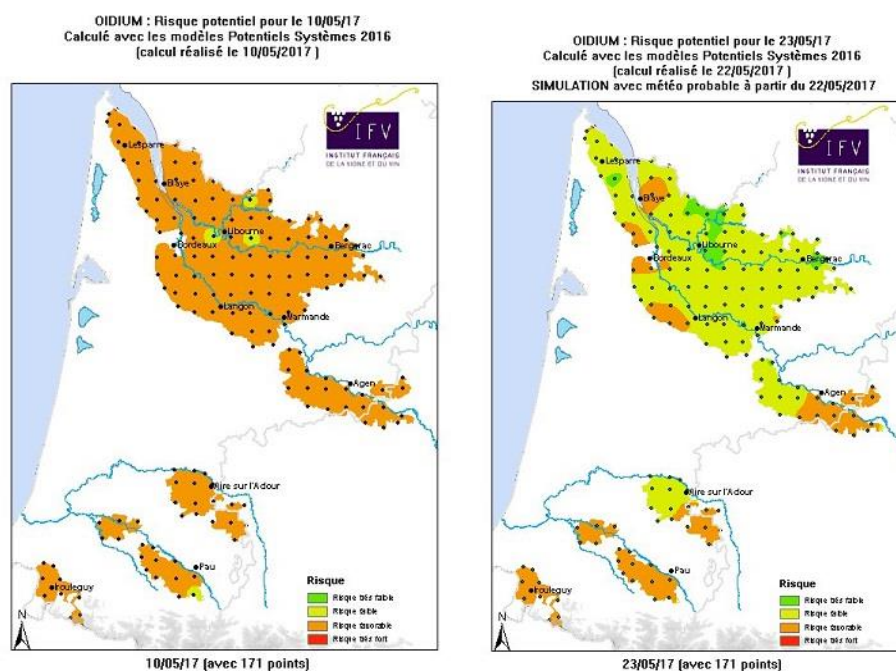 OIDIUM : Risque potentiel pour le 10/05/17
Calculé avec les modèles Potentiels Systèmes 2016
(calcul réalisé le 10/05/2017 )
Lesparre
IFV
INSTITUT FRANÇAIS
DE LA VIGNE ET DU VIN
Blaye
Libourne
Bordeaux
Bergerac
Langon
Marmande
Agen
Aire sur l'Adour
Pau
Irouleguy
Risque
Risque très faible
Risque faible
Risque favorable
Risque très fort
N
10/05/17 (avec 171 points)
OIDIUM : Risque potentiel pour le 23/05/17
Calculé avec les modèles Potentiels Systèmes 2016
(calcul réalisé le 22/05/2017 )
SIMULATION avec météo probable à partir du 22/05/2017
Lesparre
IFV
INSTITUT FRANÇAIS
DE LA VIGNE ET DU VIN
Blaye
Libourne
Bordeaux
Bergerac
Langon
Marmande
Agen
Aire sur l'Adour
Pau
Irouleguy
Risque
Risque très faible
Risque faible
Risque favorable
Risque très fort
N
23/05/17 (avec 171 points)